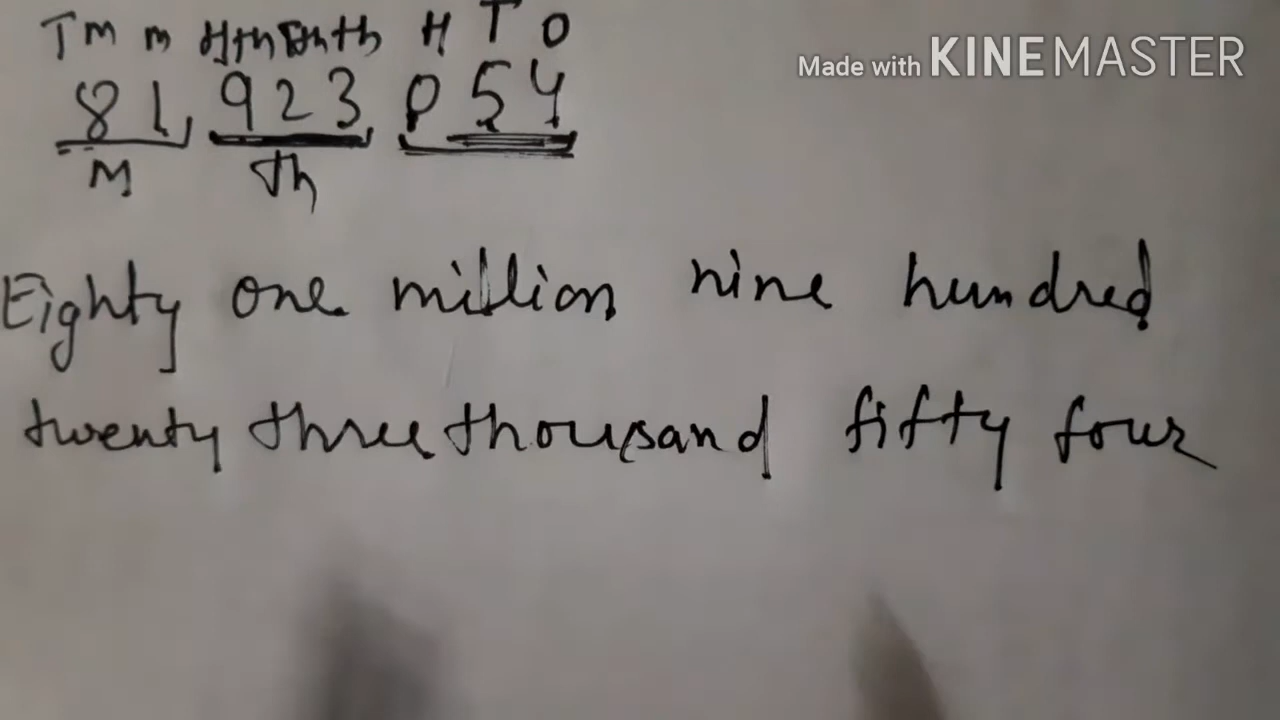 T m m Hth Tth th H T O
Made with KINEMASTER
81, 923, 054
M Th
Eighty one million nine hundred
twenty three thousand fifty four